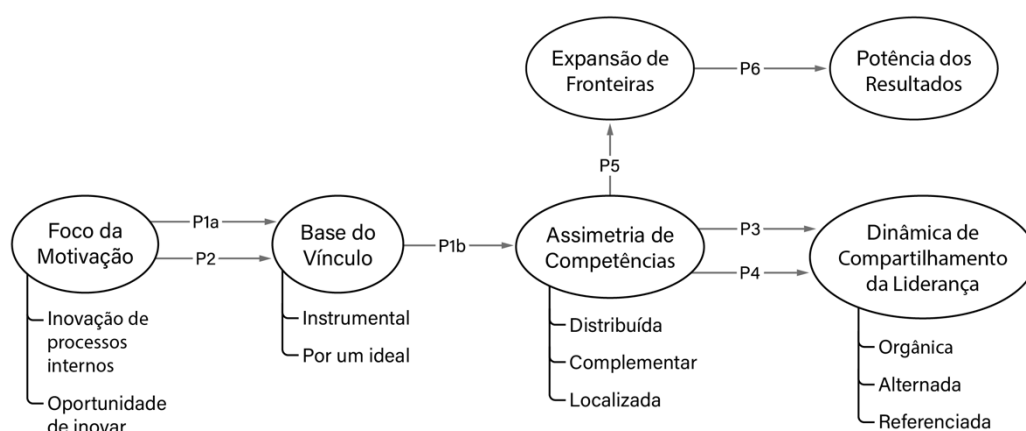 Expansão de
Fronteiras
P6
Potência dos
Resultados
P5
Foco da
Motivação
P1a
P2
Base do
Vínculo
P1b
Assimetria de
Competências
P3
P4
Dinâmica de
Compartilhamento
da Liderança
Inovação de
processos
internos
Oportunidade
de inovar
Instrumental
Por um ideal
Distribuída
Complementar
Localizada
Orgânica
Alternada
Referenciada